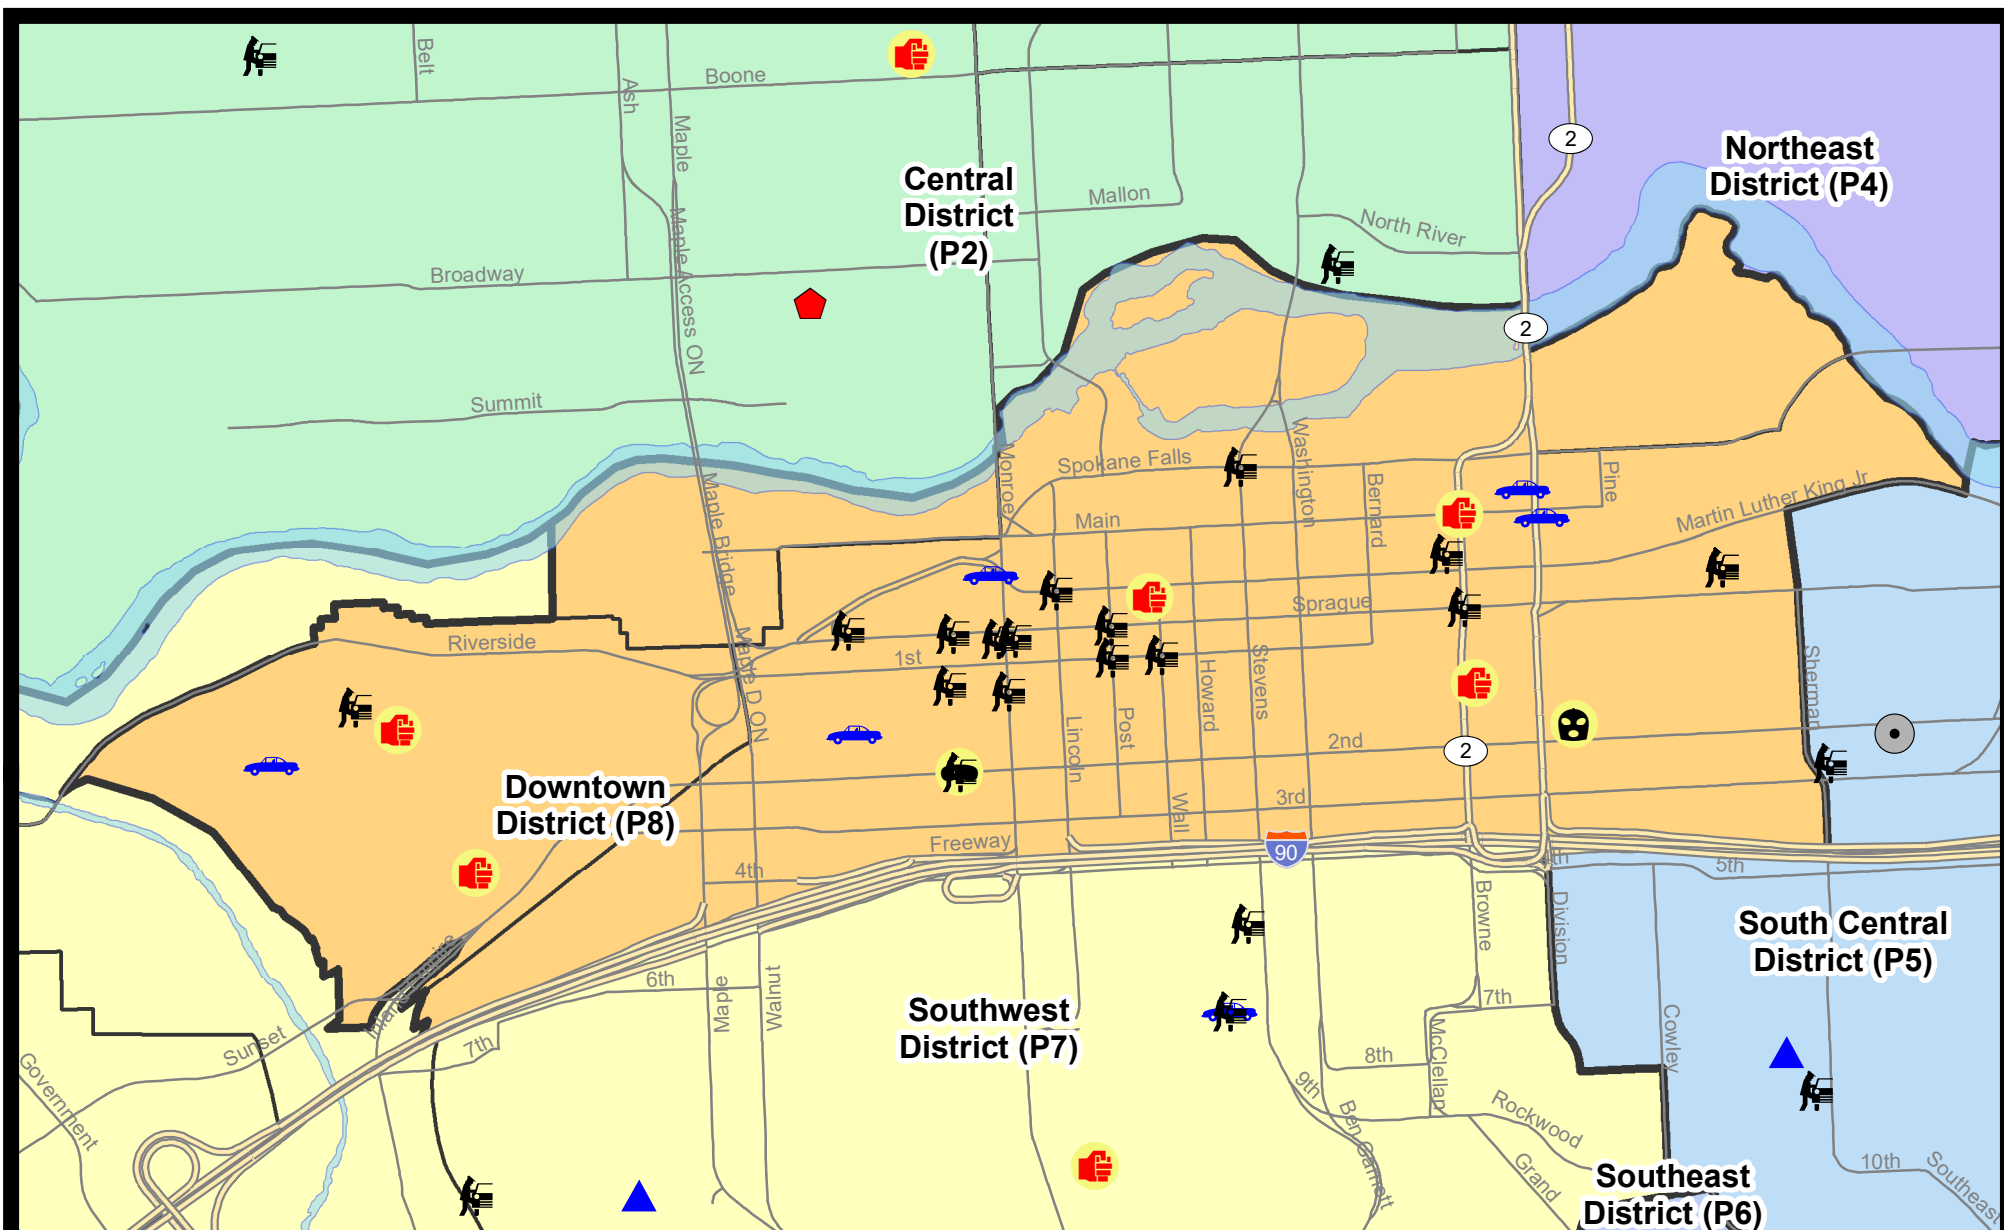 Belt
Ash
Boone
Maple
2
Northeast
District (P4)
Central
District
(P2)
Mallon
North River
Maple Access ON
Broadway
2
Summit
Monroe
Spokane Falls
Washington
Bernard
Pine
Martin Luther King Jr
Main
Maple Bridge
Sprague
Riverside
1st
Maple D ON
Howard
Stevens
Sherman
Lincoln
Post
2nd
2
Downtown
District (P8)
Wall
3rd
Freeway
90
4th
4th
5th
Browne
Division
South Central
District (P5)
Inland Empire
6th
Maple
Walnut
Southwest
District (P7)
7th
McClellan
Cowley
Sunset
7th
Government
8th
9th
Ben Garnett
Rockwood
Grand
10th
Southeast
Southeast
District (P6)